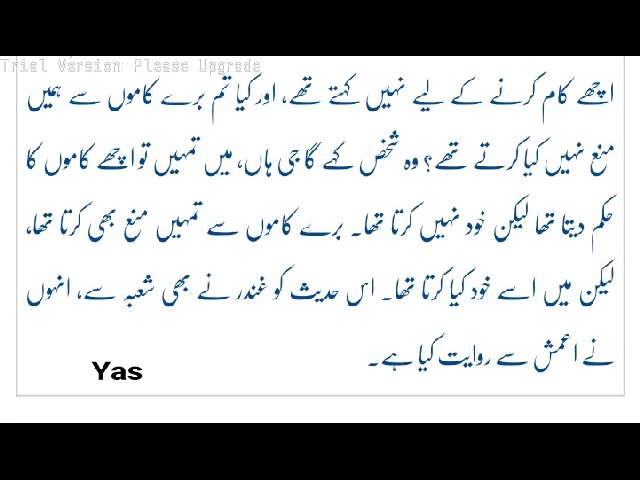 Trial Version Please Upgrade
اچھے کام کرنے کے لیے نہیں کہتے تھے، اور کیا تم برے کاموں سے ہمیں
منع نہیں کیا کرتے تھے؟ وہ شخص کہے گا جی ہاں، میں تمہیں تو اچھے کاموں کا
حکم دیتا تھا لیکن خود نہیں کرتا تھا۔ برے کاموں سے تمہیں منع بھی کرتا تھا،
لیکن میں اسے خود کیا کرتا تھا۔ اس حدیث کو غندر نے بھی شعبہ سے، انہوں
نے اعمش سے روایت کیا ہے۔
Yas